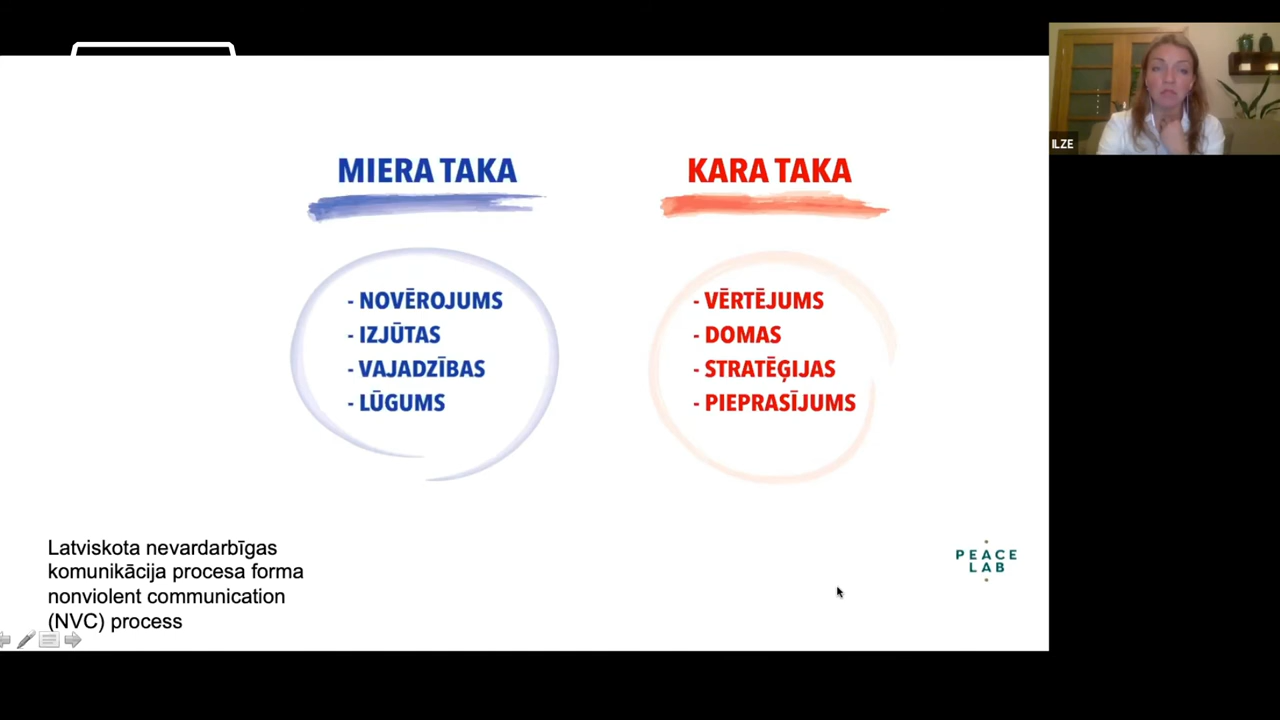 MIERA TAKA
- NOVĒROJUMS
- IZJŪTAS
- VAJADZĪBAS
- LŪGUMS
KARA TAKA
- VĒRTĒJUMS
- DOMAS
- STRATĒĢIJAS
- PIEPRASĪJUMS
Latviskota nevardarbīgas
komunikācija procesa forma
nonviolent communication
(NVC) process
PEACE
LAB
ILZE